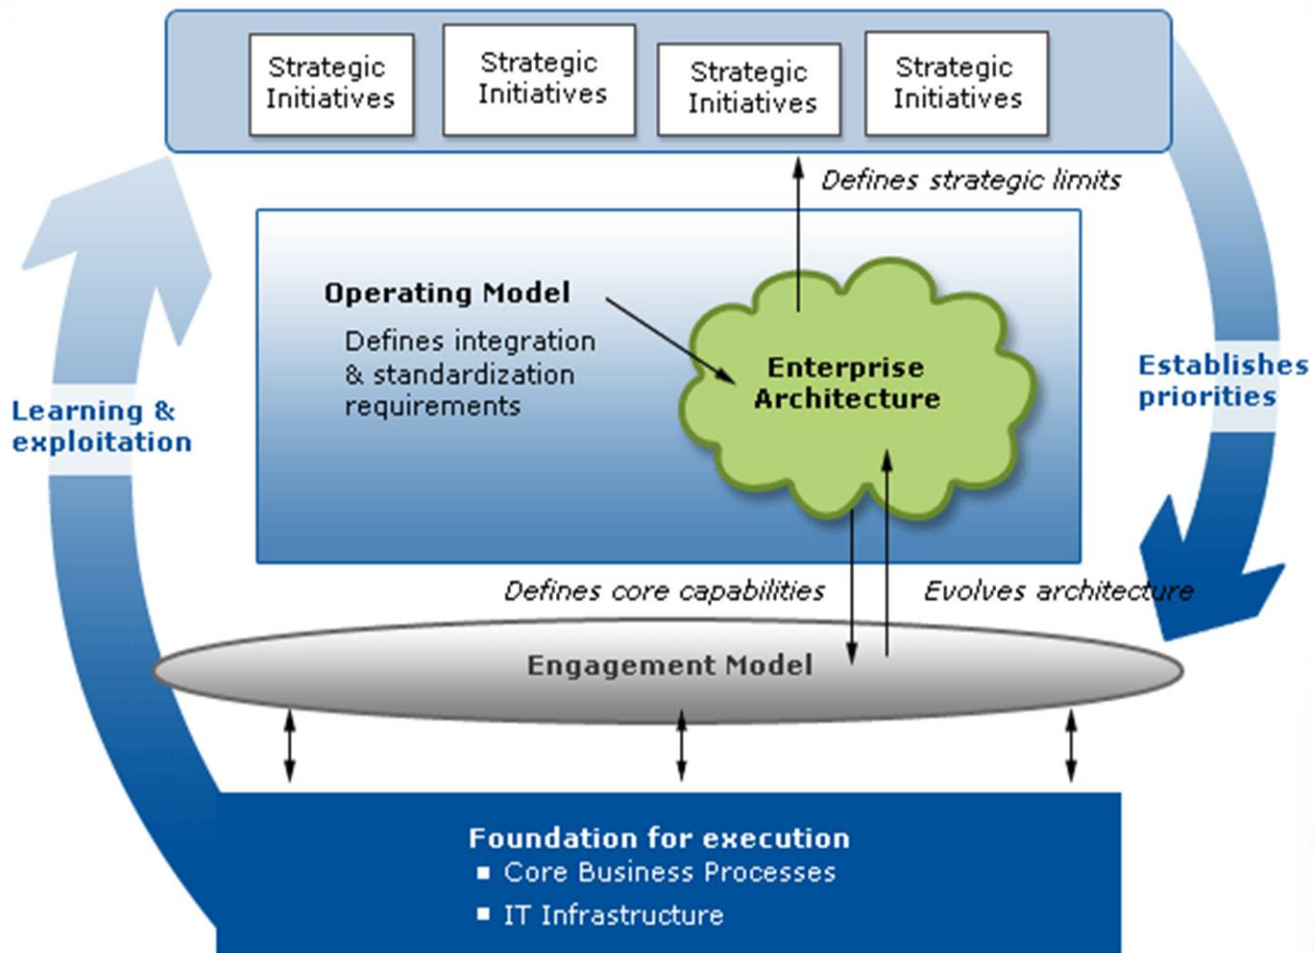 Strategic
Initiatives
Strategic
Initiatives
Strategic
Initiatives
Strategic
Initiatives
Defines strategic limits
Operating Model
Defines integration
& standardization
requirements
Enterprise
Architecture
Learning &
exploitation
Establishes
priorities
Defines core capabilities
Evolves architecture
Engagement Model
Foundation for execution
▪ Core Business Processes
▪ IT Infrastructure